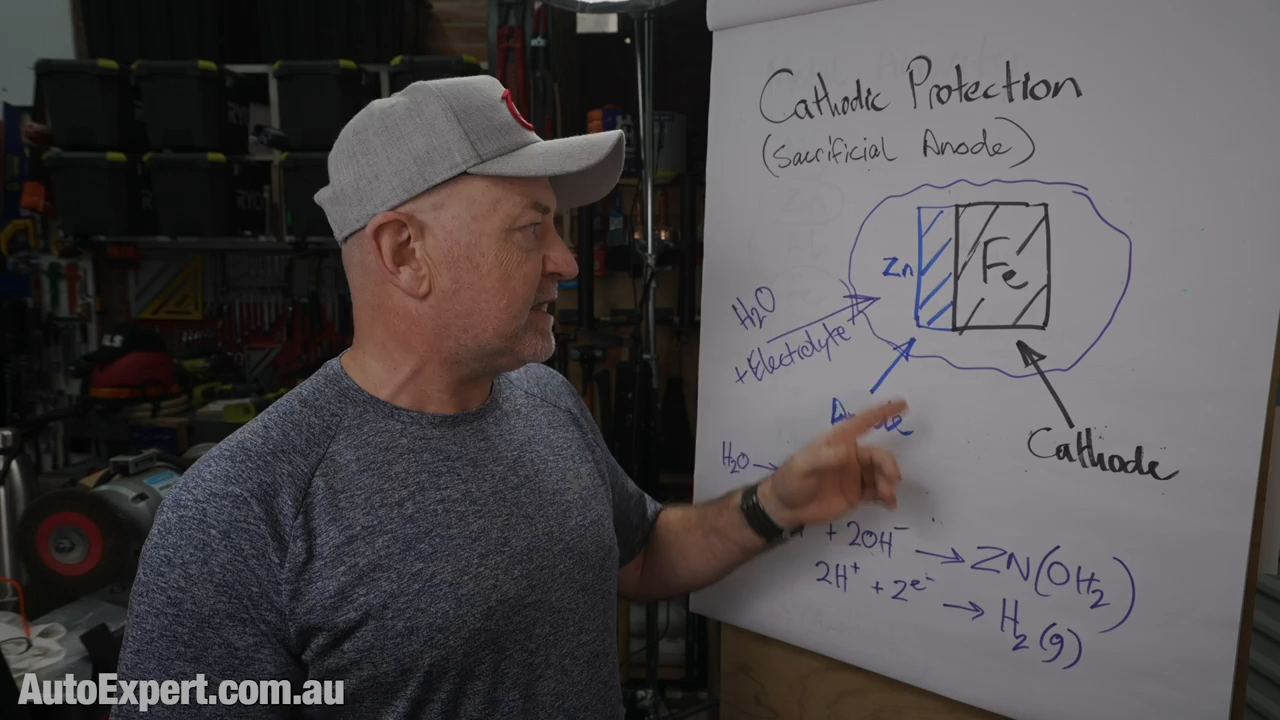 Cathodic Protection
(Sacrificial Anode)
Zn
Fe
H₂O
+Electrolyte
Cathode
H₂O →
+ 2OH⁻ → ZN(OH₂)
2H⁺ + 2e⁻ → H₂(g)
RYO
AutoExpert.com.au